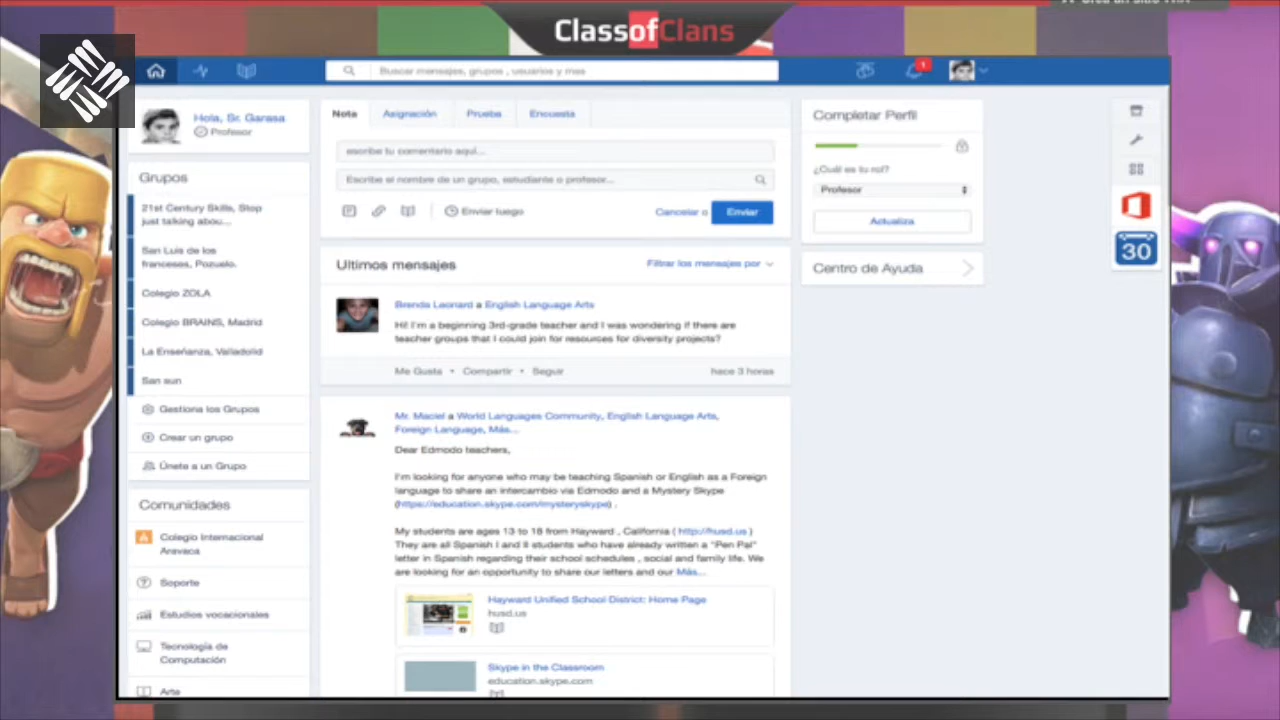 ClassofClans
Buscar mensajes, grupos , usuarios y mas
1
Hola, Sr. Garasa
Profesor
Grupos
21st Century Skills, Stop
just talking abou...
San Luis de los
franceses, Pozuelo.
Colegio ZOLA
Colegio BRAINS, Madrid
La Enseñanza, Valladolid
San sun
Gestiona los Grupos
Crear un grupo
Únete a un Grupo
Comunidades
Colegio Internacional
Aravaca
Soporte
Estudios vocacionales
Tecnología de
Computación
Arte
Nota Asignación Prueba Encuesta
escribe tu comentario aquí...
Escribe el nombre de un grupo, estudiante o profesor...
Enviar luego Cancelar o Enviar
Ultimos mensajes Filtrar los mensajes por
Brenda Leonard a English Language Arts
Hi! I'm a beginning 3rd-grade teacher and I was wondering if there are
teacher groups that I could join for resources for diversity projects?
Me Gusta • Compartir • Seguir hace 3 horas
Mr. Maciel a World Languages Community, English Language Arts,
Foreign Language, Más...
Dear Edmodo teachers,
I'm looking for anyone who may be teaching Spanish or English as a Foreign
language to share an intercambio via Edmodo and a Mystery Skype
(https://education.skype.com/mysteryskype) .
My students are ages 13 to 18 from Hayward , California ( http://husd.us )
They are all Spanish I and II students who have already written a "Pen Pal"
letter in Spanish regarding their school schedules , social and family life. We
are looking for an opportunity to share our letters and our Más...
Hayward Unified School District: Home Page
husd.us
Skype in the Classroom
education.skype.com
Completar Perfil
¿Cuál es tu rol?
Profesor
Actualiza
Centro de Ayuda
30